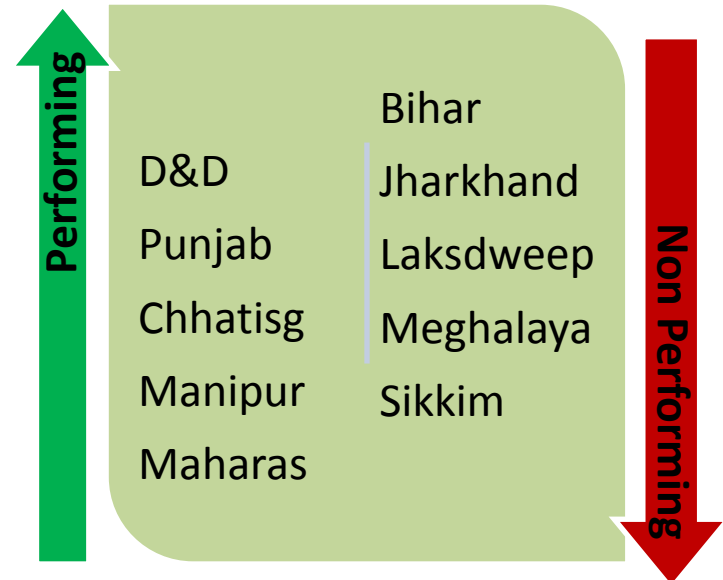 Performing
D&D
Punjab
Chhatisg
Manipur
Maharas
Bihar
Jharkhand
Laksdweep
Meghalaya
Sikkim
Non Performing